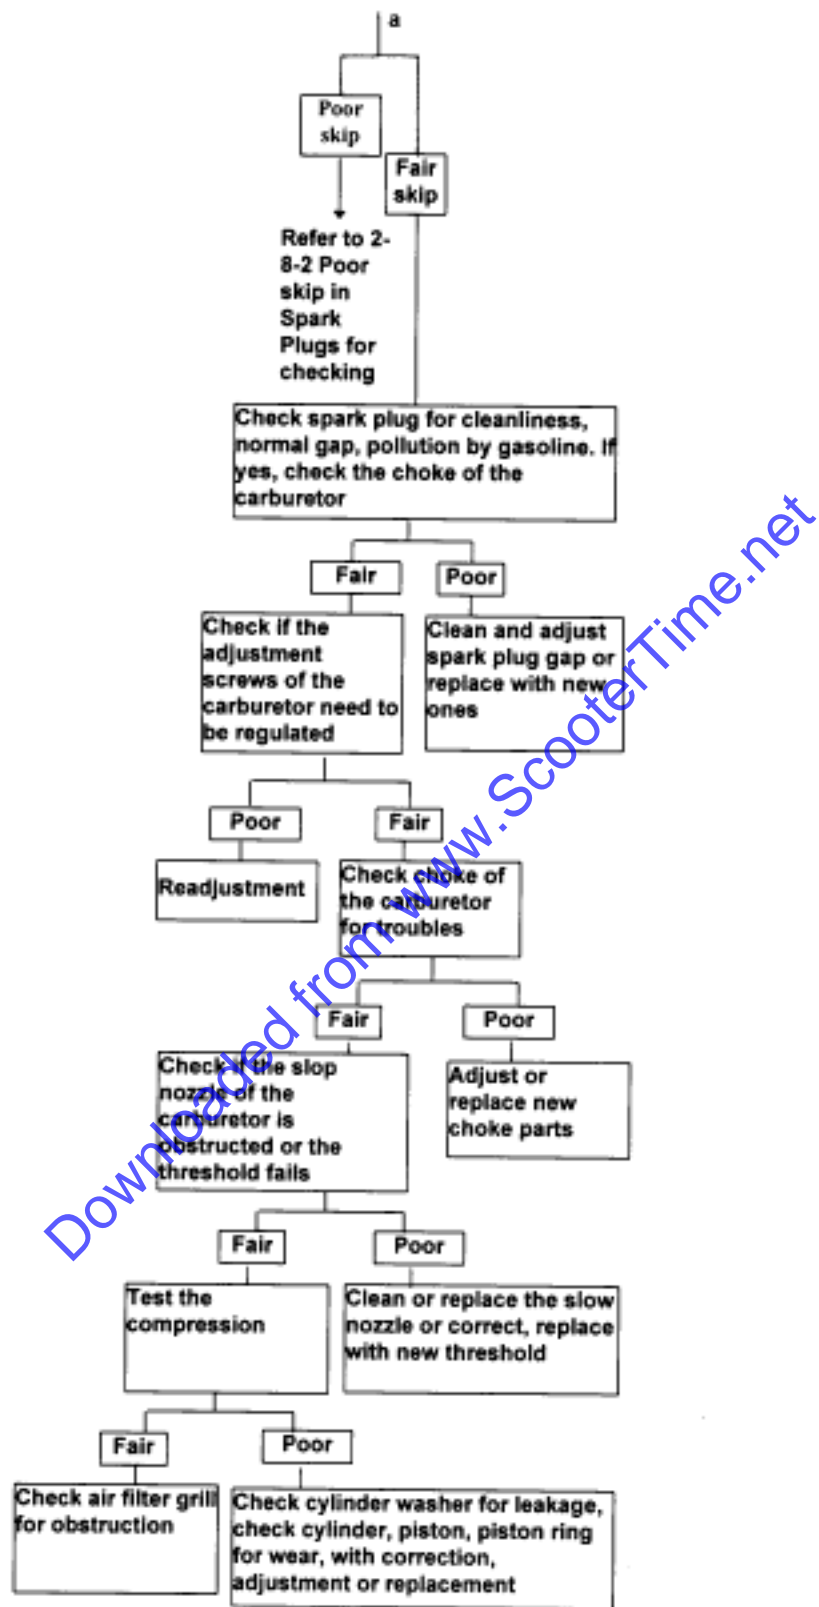 a
Poor
skip
Fair
skip
Refer to 2-
8-2 Poor
skip in
Spark
Plugs for
checking
Check spark plug for cleanliness,
normal gap, pollution by gasoline. If
yes, check the choke of the
carburetor
Fair
Poor
Check if the
adjustment
screws of the
carburetor need to
be regulated
Clean and adjust
spark plug gap or
replace with new
ones
Poor
Fair
Readjustment
Check choke of
the carburetor
for troubles
Fair
Poor
Check if the slop
nozzle of the
carburetor is
obstructed or the
threshold fails
Adjust or
replace new
choke parts
Fair
Poor
Test the
compression
Clean or replace the slow
nozzle or correct, replace
with new threshold
Fair
Poor
Check air filter grill
for obstruction
Check cylinder washer for leakage,
check cylinder, piston, piston ring
for wear, with correction,
adjustment or replacement
Downloaded from www.ScooterTime.net